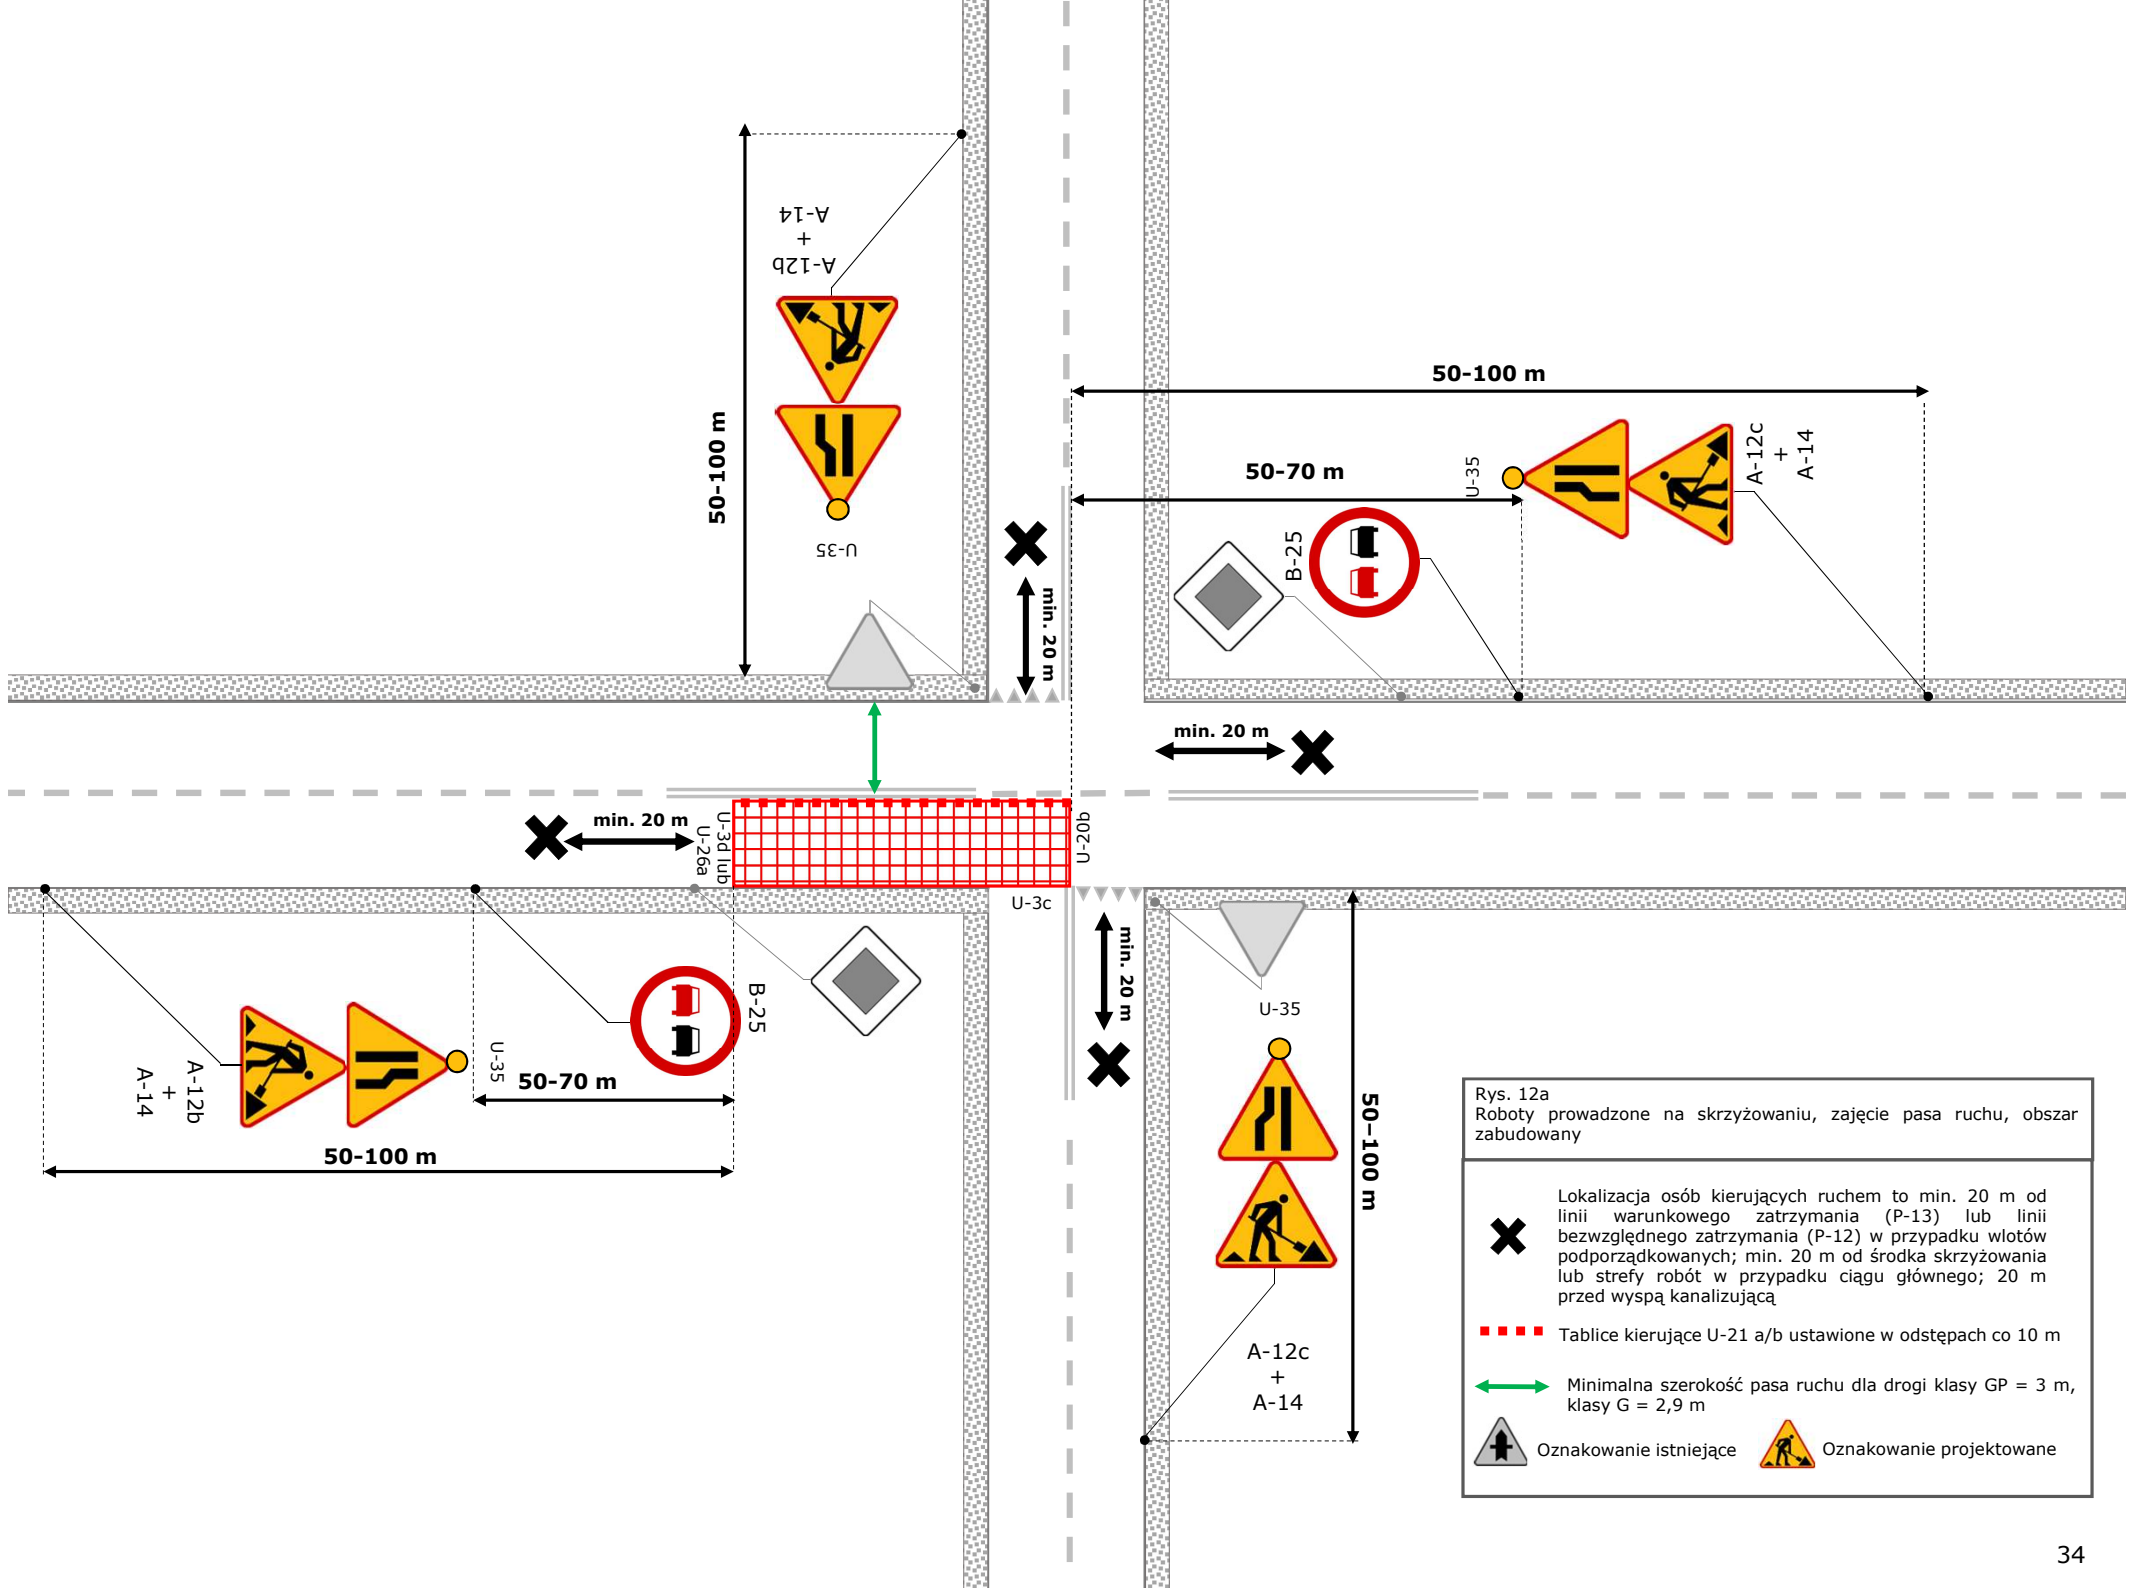 A-14
+
A-12b
50-100 m
U-35
min. 20 m
50-100 m
50-70 m
U-35
A-12c
+
A-14
B-25
min. 20 m
min. 20 m
U-3d lub
U-26a
U-20b
U-3c
min. 20 m
U-35
B-25
U-35
50-70 m
A-12b
+
A-14
50-100 m
50-100 m
A-12c
+
A-14
Rys. 12a
Roboty prowadzone na skrzyżowaniu, zajęcie pasa ruchu, obszar
zabudowany
Lokalizacja osób kierujących ruchem to min. 20 m od
linii warunkowego zatrzymania (P-13) lub linii
bezwzględnego zatrzymania (P-12) w przypadku wlotów
podporządkowanych; min. 20 m od środka skrzyżowania
lub strefy robót w przypadku ciągu głównego; 20 m
przed wyspą kanalizującą
Tablice kierujące U-21 a/b ustawione w odstępach co 10 m
Minimalna szerokość pasa ruchu dla drogi klasy GP = 3 m,
klasy G = 2,9 m
Oznakowanie istniejące
Oznakowanie projektowane
34